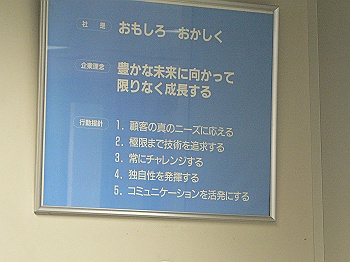 社 是 おもしろ おかしく
企業理念 豊かな未来に向かって
限りなく成長する
行動指針 1. 顧客の真のニーズに応える
2. 極限まで技術を追求する
3. 常にチャレンジする
4. 独自性を発揮する
5. コミュニケーションを活発にする